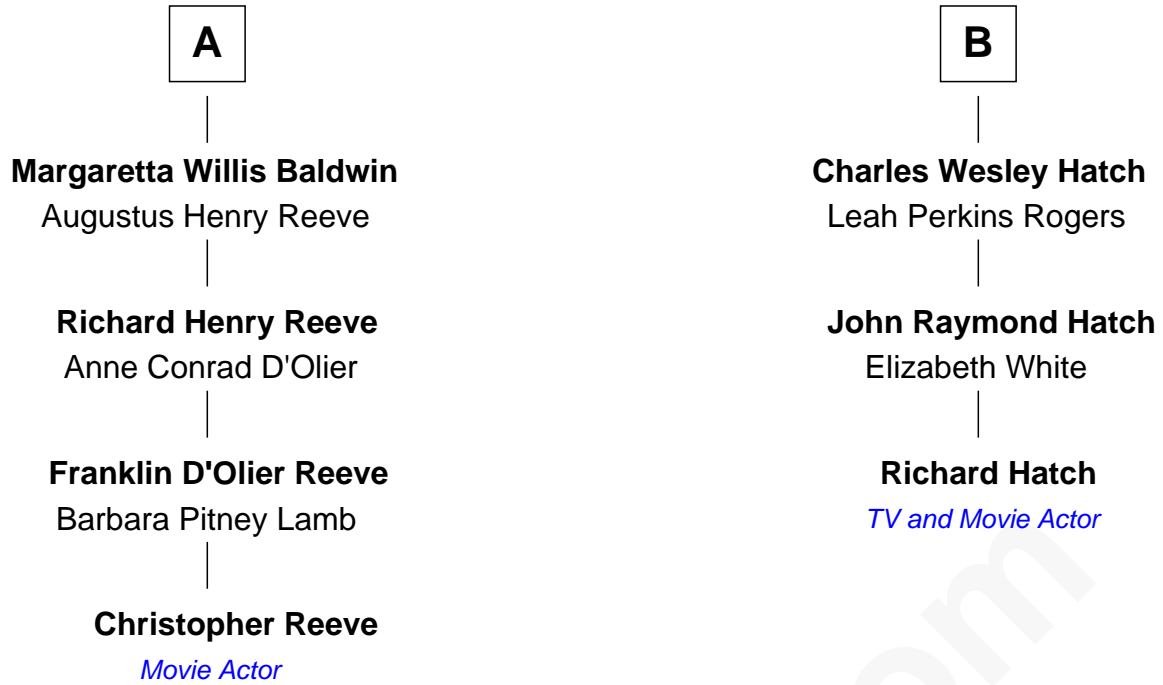 A
Margaretta Willis Baldwin
Augustus Henry Reeve
Richard Henry Reeve
Anne Conrad D'Olier
Franklin D'Olier Reeve
Barbara Pitney Lamb
Christopher Reeve
Movie Actor
B
Charles Wesley Hatch
Leah Perkins Rogers
John Raymond Hatch
Elizabeth White
Richard Hatch
TV and Movie Actor
om